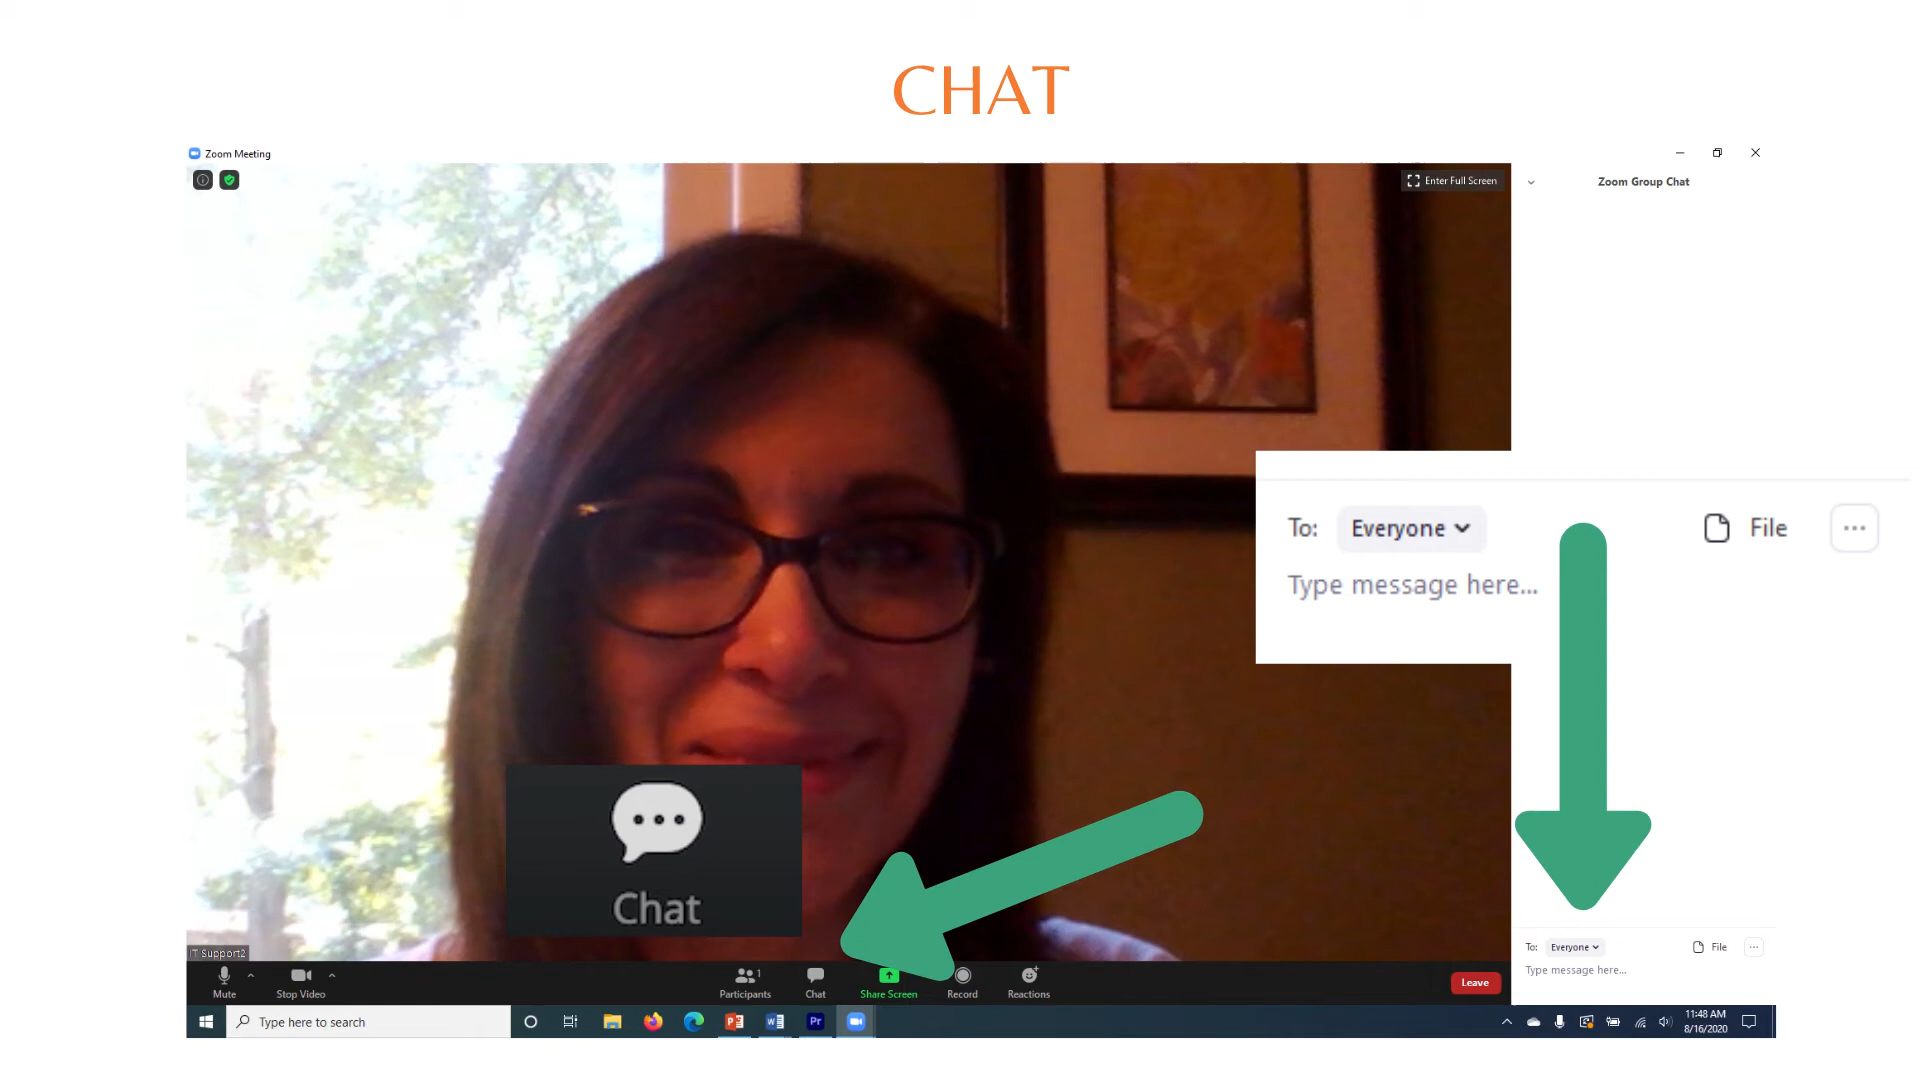 CHAT
Zoom Meeting
Enter Full Screen
Zoom Group Chat
To: Everyone File ...
Type message here...
Chat
IT Support2
To: Everyone File ...
Type message here...
Mute Stop Video Participants 1 Chat Share Screen Record Reactions Leave
Type here to search
P W Pr
11:48 AM
8/16/2020